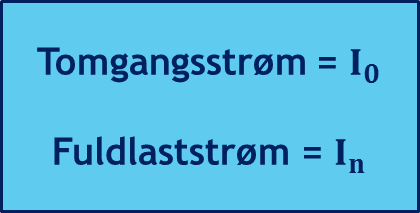 Tomgangsstrøm = I₀
Fuldlaststrøm = Iₙ